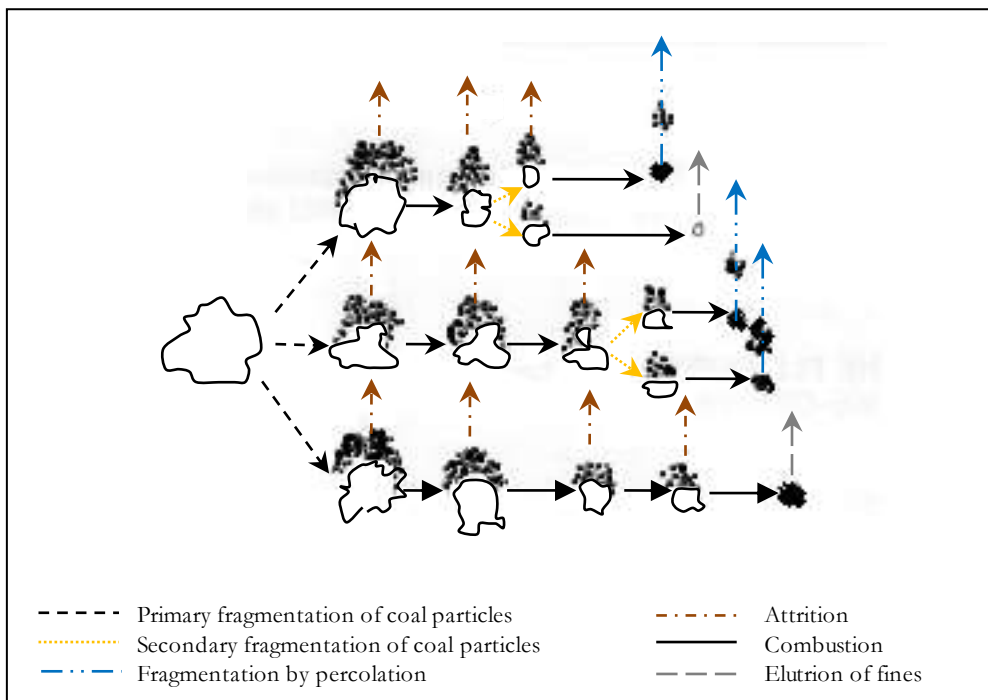 Primary fragmentation of coal particles
Secondary fragmentation of coal particles
Fragmentation by percolation
Attrition
Combustion
Elutrion of fines